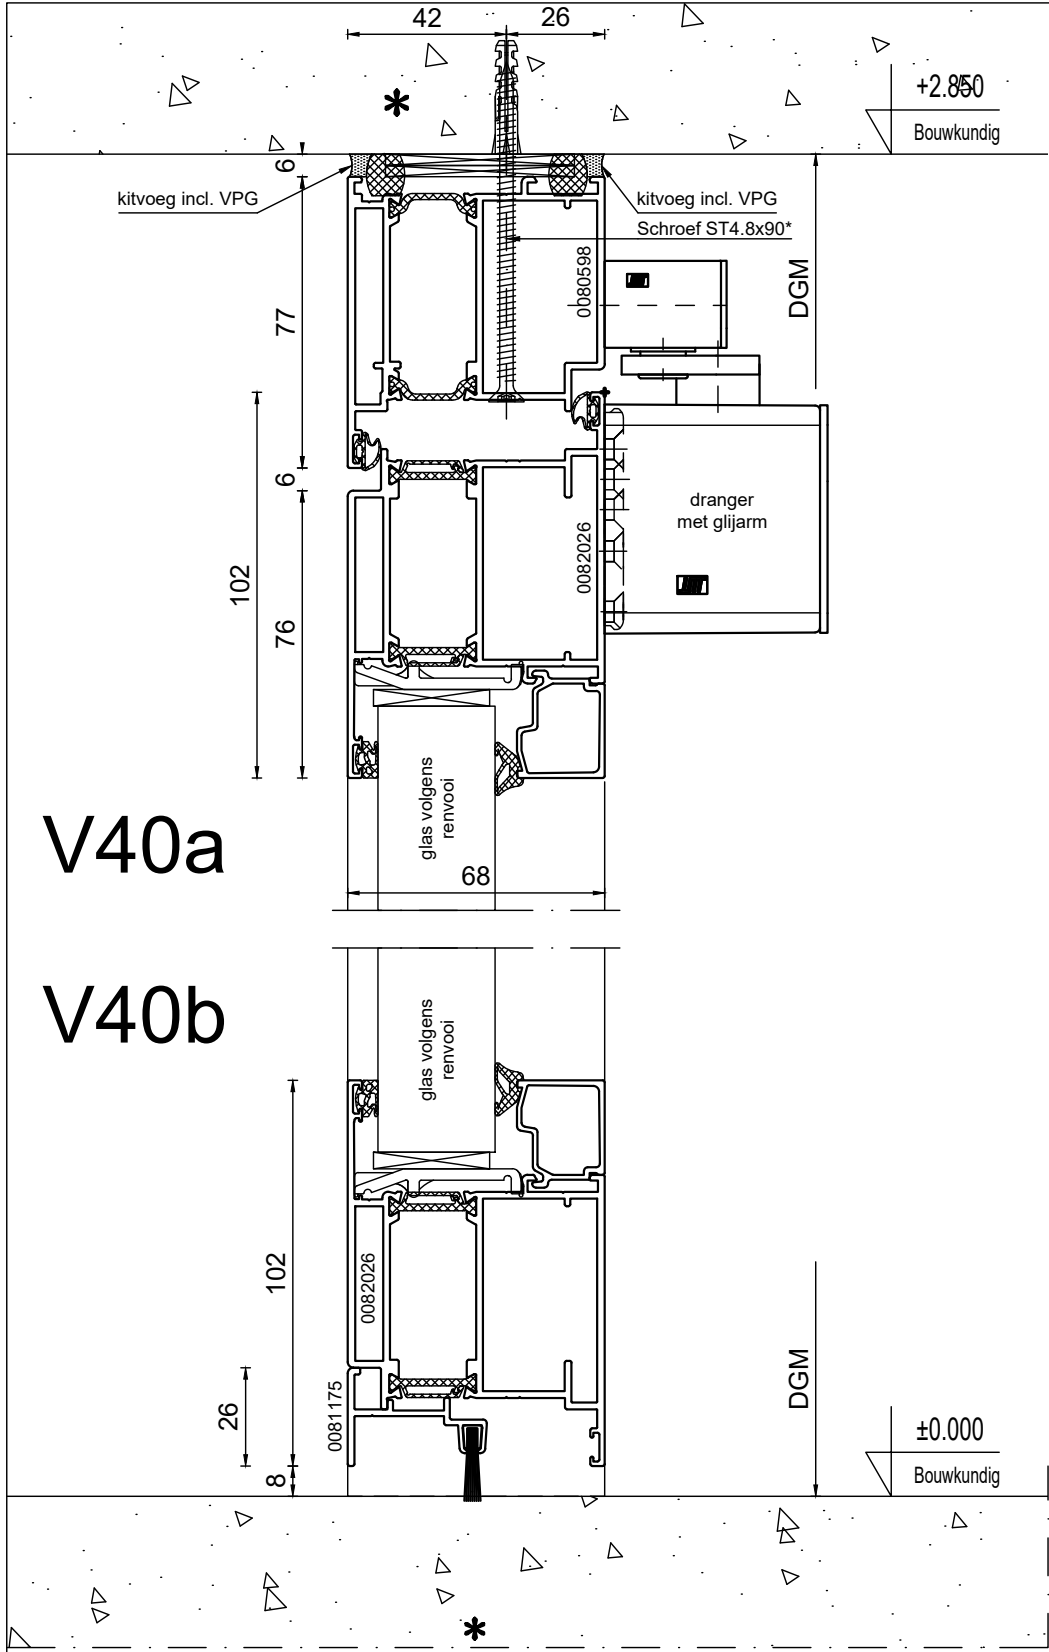 42
26
*
+2.850
Bouwkundig
6
kitvoeg incl. VPG
kitvoeg incl. VPG
Schroef ST4.8x90*
0080598
DGM
77
6
102
76
0082026
dranger
met glijarm
glas volgens
renvooi
V40a
68
V40b
glas volgens
renvooi
102
0082026
26
0081175
8
DGM
±0.000
Bouwkundig
*